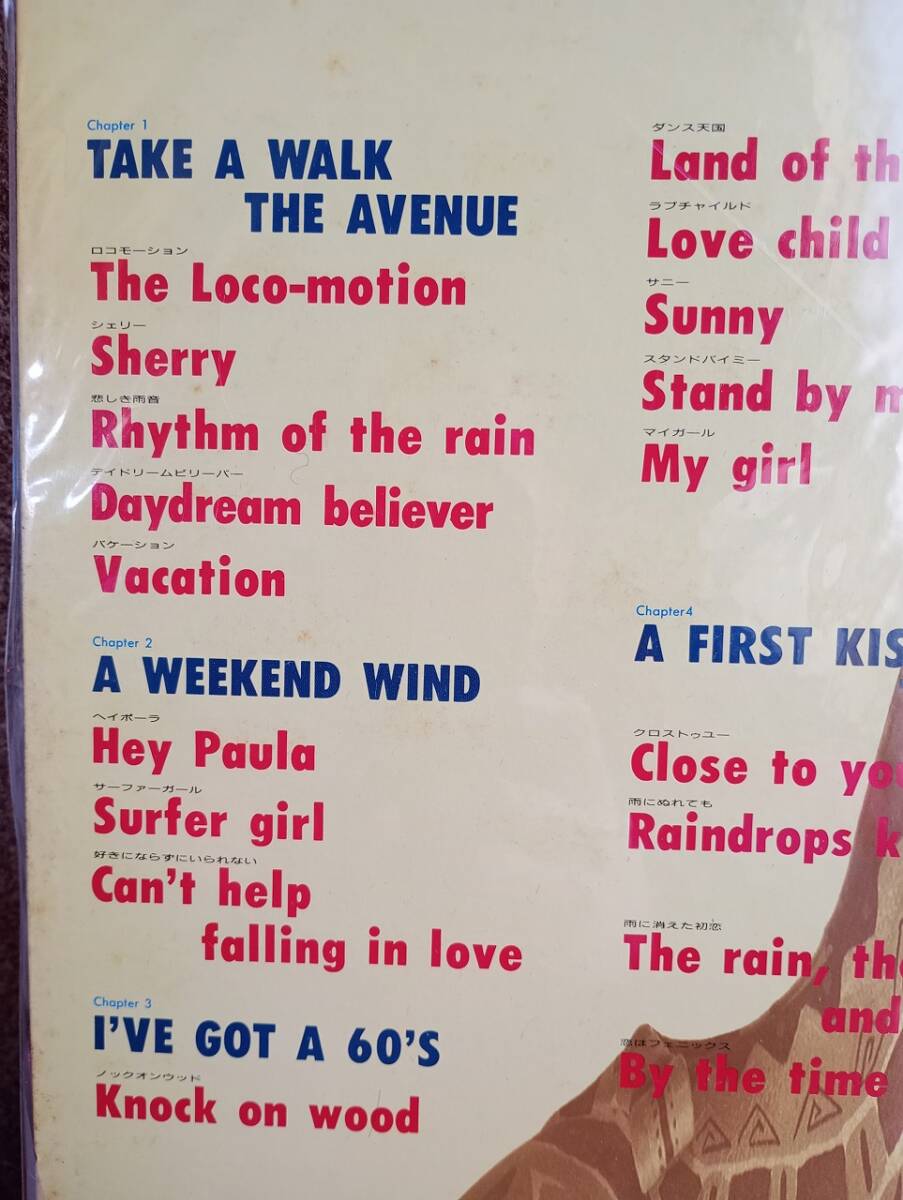 Chapter 1
TAKE A WALK
THE AVENUE
ロコモーション
The Loco-motion
シェリー
Sherry
悲しき雨音
Rhythm of the rain
デイドリームビリーバー
Daydream believer
バケーション
Vacation
Chapter 2
A WEEKEND WIND
ヘイポーラ
Hey Paula
サーファーガール
Surfer girl
好きにならずにいられない
Can't help
falling in love
Chapter 3
I'VE GOT A 60'S
ノックオンウッド
Knock on wood
ダンス天国
Land of th
ラブチャイルド
Love child
サニー
Sunny
スタンドバイミー
Stand by m
マイガール
My girl
Chapter4
A FIRST KIS
クロストゥユー
Close to yo
雨にぬれても
Raindrops k
雨に消えた初恋
The rain, th
and
恋はフェニックス
By the time